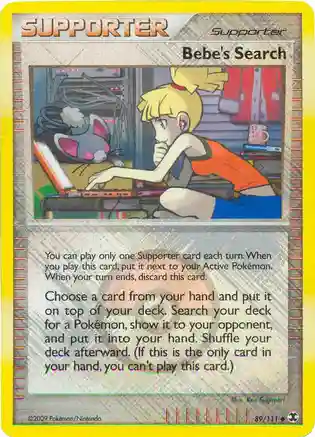 SUPPORTER
Supporter
Bebe's Search
You can play only one Supporter card each turn. When
you play this card, put it next to your Active Pokémon.
When your turn ends, discard this card.
Choose a card from your hand and put it
on top of your deck. Search your deck
for a Pokémon, show it to your opponent,
and put it into your hand. Shuffle your
deck afterward. (If this is the only card in
your hand, you can't play this card.)
Illus. Ken Sugimori
©2009 Pokémon/Nintendo
89/111